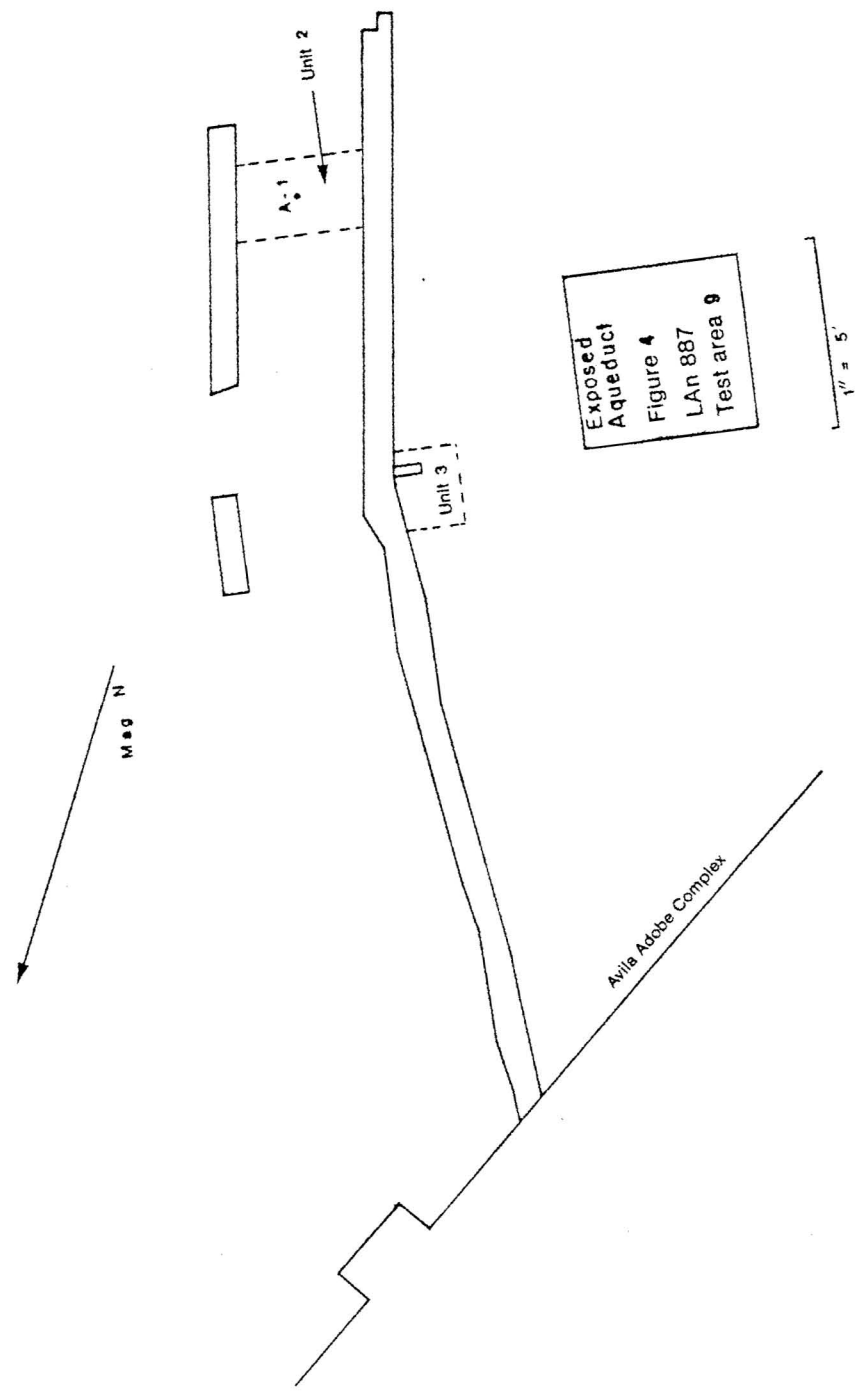 Unit 2
A-1
Unit 3
Mag N
Avila Adobe Complex
Exposed
Aqueduct
Figure 4
LAn 887
Test area 9
1" = 5'